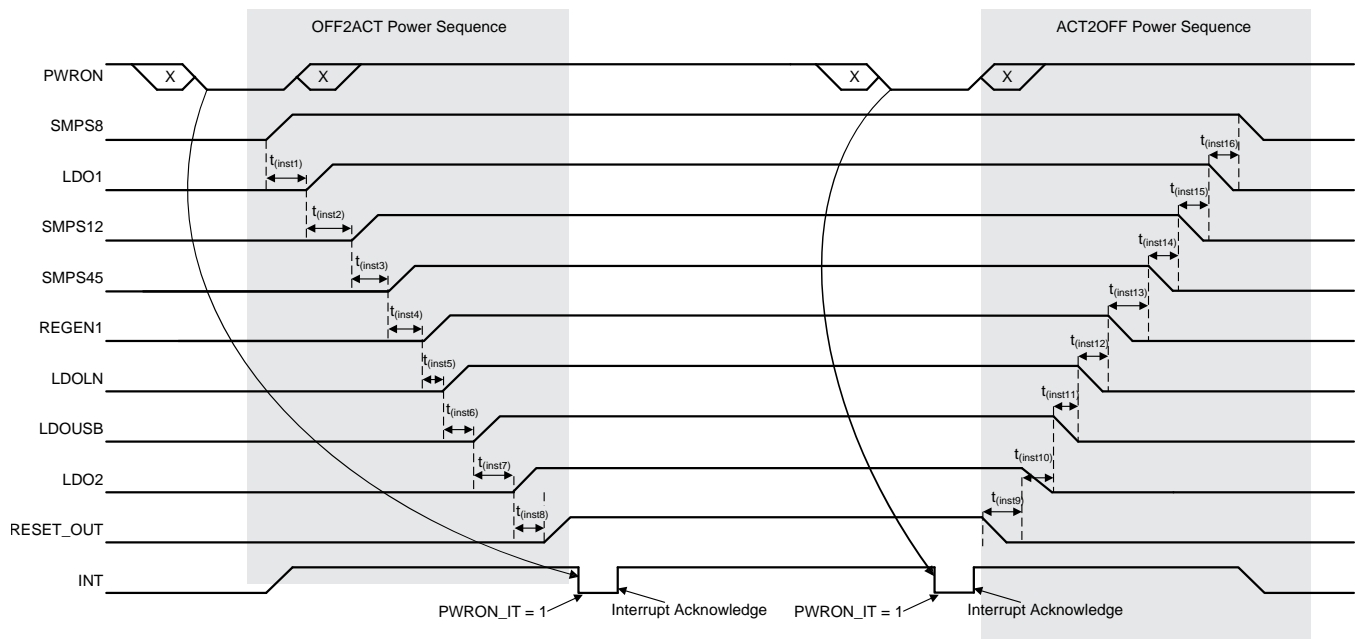 OFF2ACT Power Sequence
ACT2OFF Power Sequence
PWRON
X
X
X
X
SMPS8
t(inst1)
t(inst16)
LDO1
t(inst2)
t(inst15)
SMPS12
t(inst3)
t(inst14)
SMPS45
t(inst4)
t(inst13)
REGEN1
t(inst5)
t(inst12)
LDOLN
t(inst6)
t(inst11)
LDOUSB
t(inst7)
t(inst10)
LDO2
t(inst8)
t(inst9)
RESET_OUT
INT
PWRON_IT = 1
Interrupt Acknowledge
PWRON_IT = 1
Interrupt Acknowledge